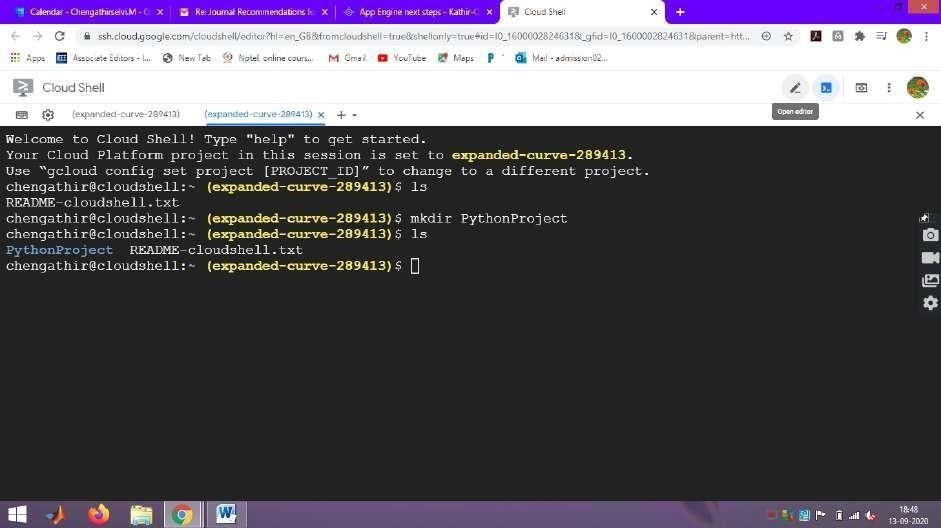 Calendar - Chengathirselvi.M - O
Re: Journal Recommendations fo
App Engine next steps - Kathir-O
Cloud Shell
ssh.cloud.google.com/cloudshell/editor?hl=en_GB&fromcloudshell=true&shellonly=true#id=I0_1600002824631&_gfid=I0_1600002824631&parent=htt...
Apps
Associate Editors - I...
New Tab
Nptel, online cours...
Gmail
YouTube
Maps
Mail - admission02...
Cloud Shell
Open editor
(expanded-curve-289413)
(expanded-curve-289413)
Welcome to Cloud Shell! Type "help" to get started.
Your Cloud Platform project in this session is set to expanded-curve-289413.
Use “gcloud config set project [PROJECT_ID]” to change to a different project.
chengathir@cloudshell:~ (expanded-curve-289413)$ ls
README-cloudshell.txt
chengathir@cloudshell:~ (expanded-curve-289413)$ mkdir PythonProject
chengathir@cloudshell:~ (expanded-curve-289413)$ ls
PythonProject README-cloudshell.txt
chengathir@cloudshell:~ (expanded-curve-289413)$
18:48
13-09-2020